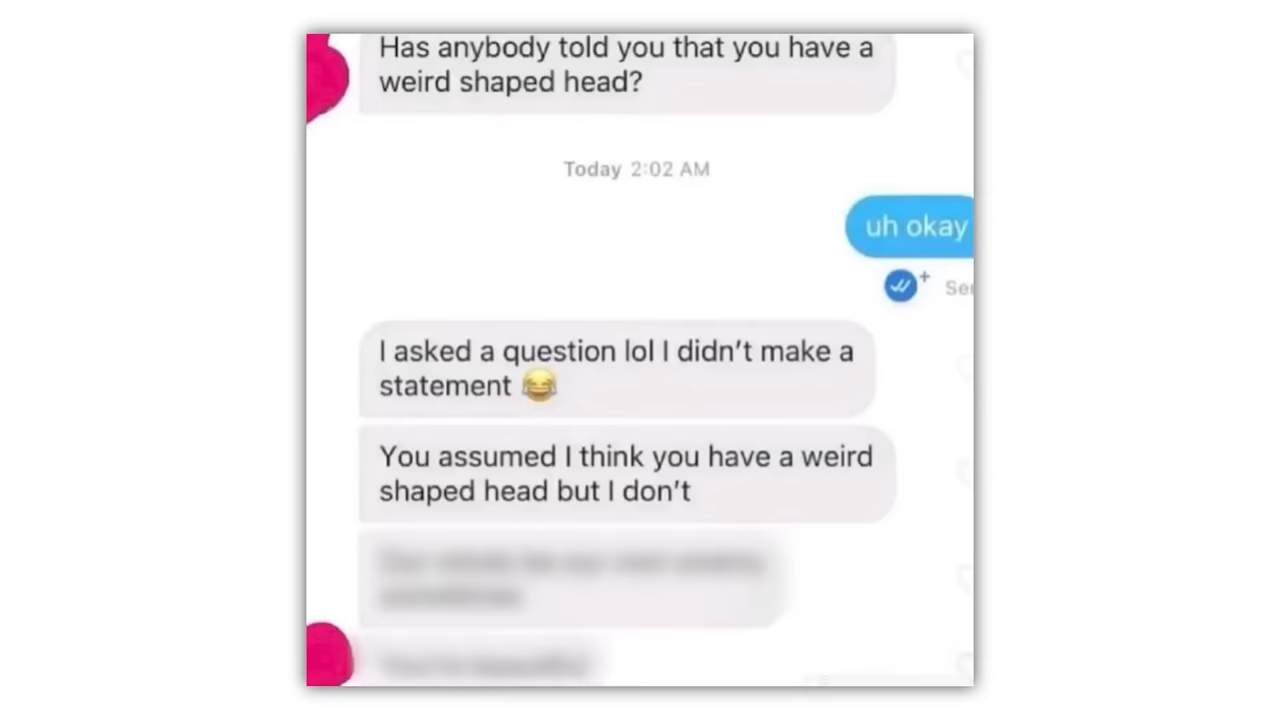 Has anybody told you that you have a
weird shaped head?
Today 2:02 AM
uh okay
I asked a question lol I didn't make a
statement 😂
You assumed I think you have a weird
shaped head but I don't